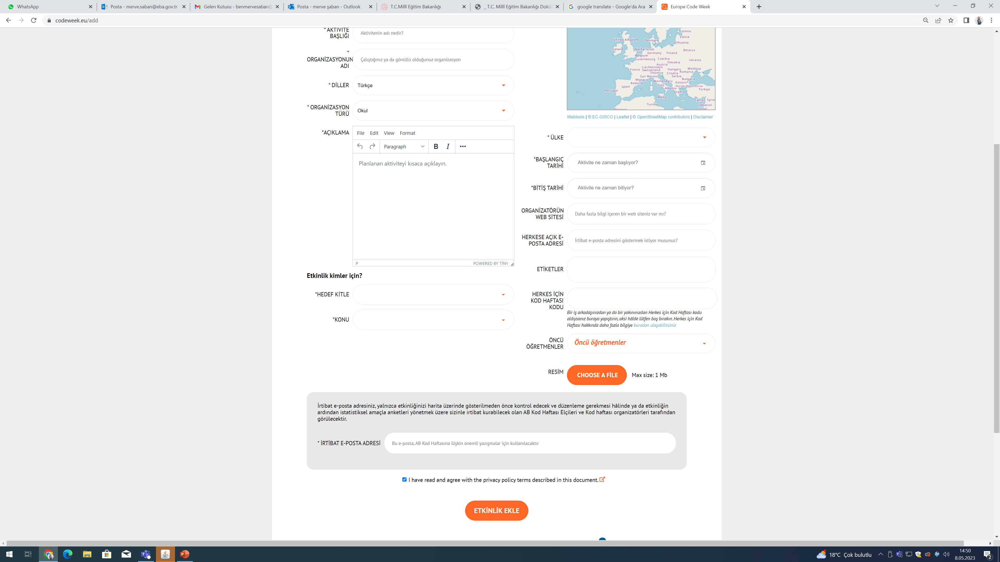 WhatsApp
Posta - merve.saban@eba.gov.tr
Gelen Kutusu - benmervesaban@
Posta - merve şaban - Outlook
T.C.Millî Eğitim Bakanlığı
_ T.C. Millî Eğitim Bakanlığı Dokü
google translate - Google'da Ara
Europe Code Week
codeweek.eu/add
* AKTİVİTE
BAŞLIĞI
Aktivitenin adı nedir?
*
ORGANİZASYONUN
ADI
Çalıştığınız ya da gönüllü olduğunuz organizasyon
* DİLLER
Türkçe
* ORGANİZASYON
TÜRÜ
Okul
*AÇIKLAMA
File Edit View Format
Paragraph B I
Planlanan aktiviteyi kısaca açıklayın.
P
POWERED BY TİNY
Etkinlik kimler için?
*HEDEF KİTLE
*KONU
Estonia
Latvia
United Kingdom
Denmark
Lithuania
Ireland
Netherlands
Belarus
Germany
Poland
Belgium
Luxembourg
Czechia
Ukraine
Slovakia
Austria
Liechtenstein
France
Switzerland
Hungary
Moldova
Slovenia
Croatia
Romania
San Marino
Serbia
Monaco
Bulgaria
Andorra
Montenegro
Kosovo*
Italy
Spain
North Macedonia
Albania
Türkiye
Portugal
Greece
Malta
Cyprus
Syria
Tunisia
Lebanon
Israel
Morocco
Webtools | © EC-GISCO | Leaflet | © OpenStreetMap contributors | Disclaimer
* ÜLKE
*BAŞLANGIÇ
TARİHİ
Aktivite ne zaman başlıyor?
*BİTİŞ TARİHİ
Aktivite ne zaman bitiyor?
ORGANİZATÖRÜN
WEB SİTESİ
Daha fazla bilgi içeren bir web siteniz var mı?
HERKESE AÇIK E-
POSTA ADRESİ
İrtibat e-posta adresini göstermek istiyor musunuz?
ETİKETLER
HERKES İÇİN
KOD HAFTASI
KODU
Bir iş arkadaşınızdan ya da bir yakınınızdan Herkes için Kod Haftası kodu
aldıysanız buraya yapıştırın, aksi hâlde lütfen boş bırakın. Herkes için Kod
Haftası hakkında daha fazla bilgiye buradan ulaşabilirsiniz
ÖNCÜ
ÖĞRETMENLER
Öncü öğretmenler
RESİM
CHOOSE A FİLE
Max size: 1 Mb
İrtibat e-posta adresiniz, yalnızca etkinliğinizi harita üzerinde gösterilmeden önce kontrol edecek ve düzenleme gerekmesi hâlinde ya da etkinliğin
ardından istatistiksel amaçla anketleri yönetmek üzere sizinle irtibat kurabilecek olan AB Kod Haftası Elçileri ve Kod haftası organizatörleri tarafından
görülecektir.
* İRTİBAT E-POSTA ADRESİ
Bu e-posta, AB Kod Haftasına ilişkin önemli yazışmalar için kullanılacaktır
I have read and agree with the privacy policy terms described in this document.
ETKİNLİK EKLE
18°C Çok bulutlu
14:50
8.05.2023
2